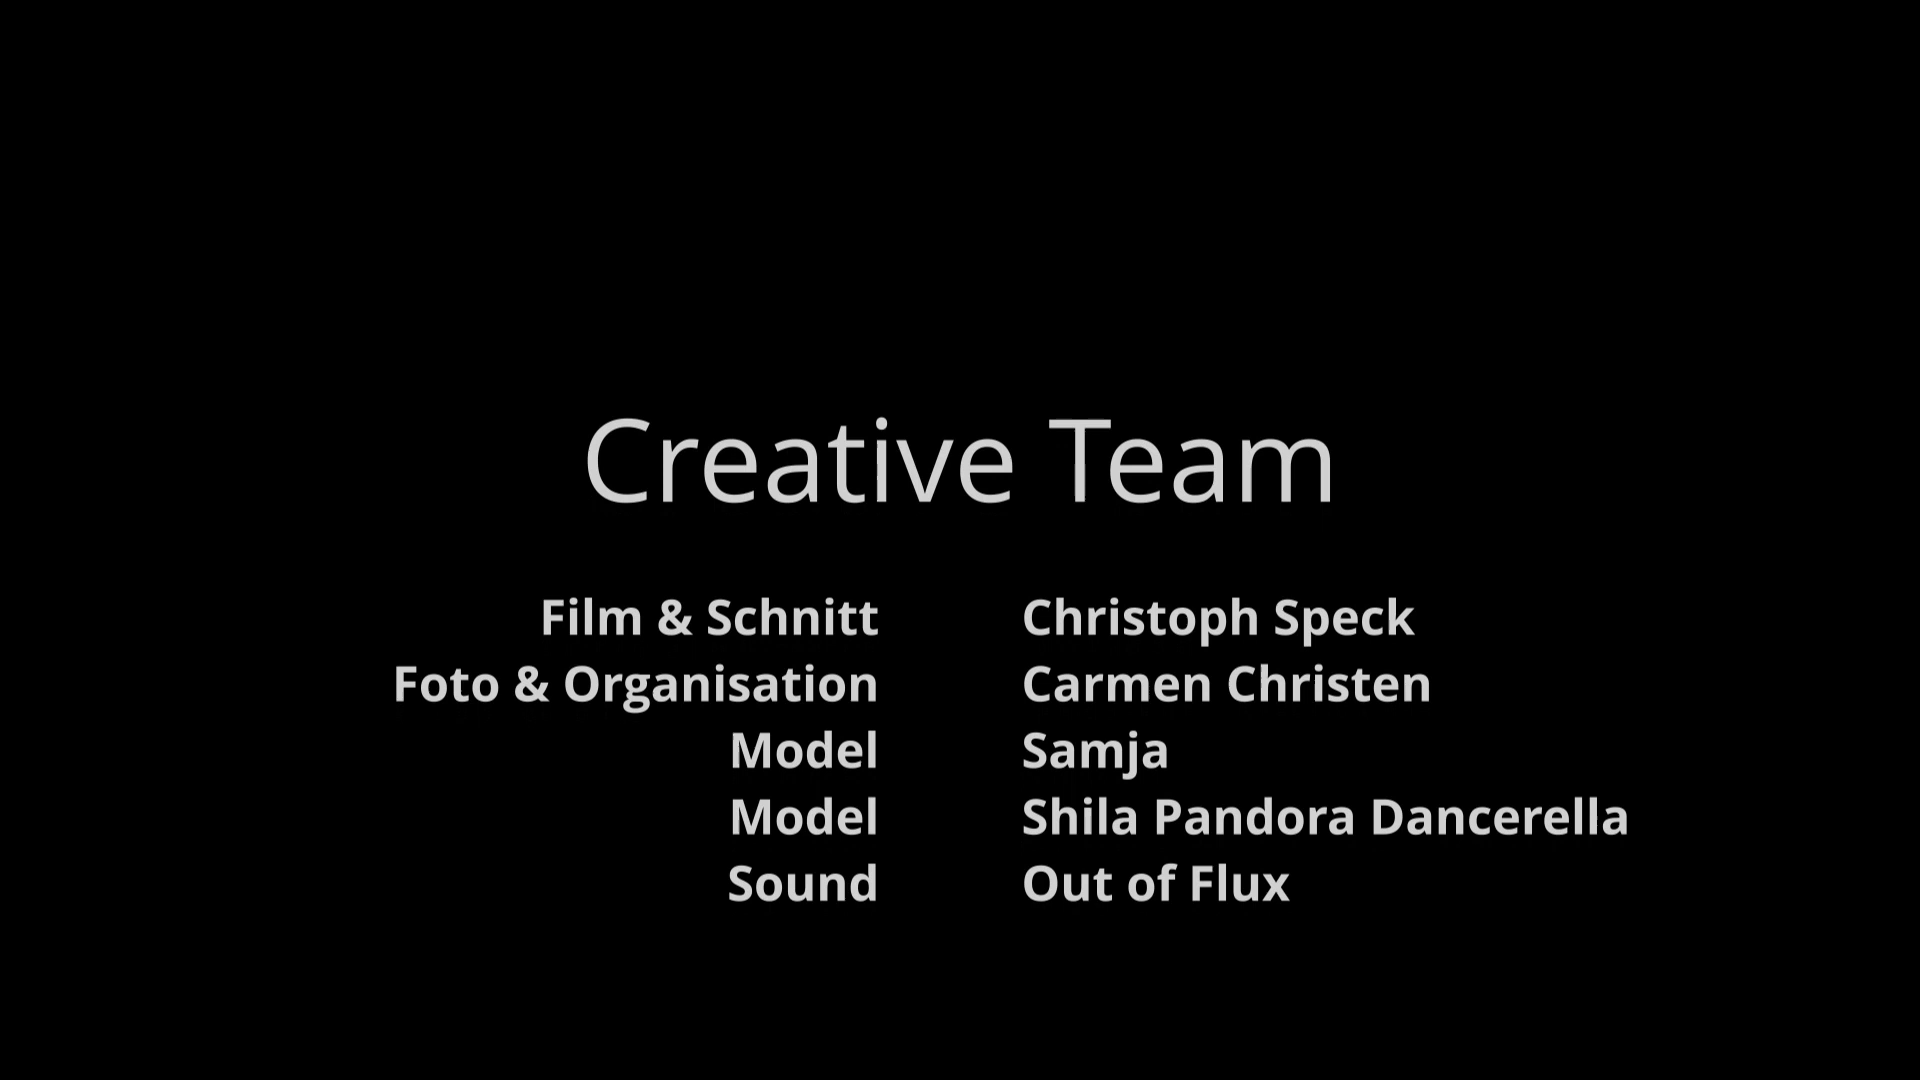 Creative Team
Film & Schnitt Christoph Speck
Foto & Organisation Carmen Christen
Model Samja
Model Shila Pandora Dancerella
Sound Out of Flux